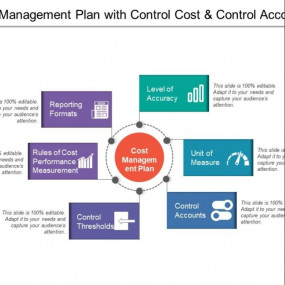 Management Plan with Control Cost & Control Acco
Level of
Accuracy
This slide is 100% editable.
Adapt it to your needs and
capture your audience's
attention.
slide is 100% editable.
it to your needs and
your audience's
attention.
Reporting
Formats
slide is 100% editable.
to your needs and
your audience's
attention.
Rules of Cost
Performance
Measurement
Cost
Managem
ent Plan
Unit of
Measure
This slide is 100%
editable. Adapt it to
your needs and capture
your audience's
attention.
This slide is 100% editable.
Adapt it to your needs and
capture your audience's
attention.
Control
Thresholds
Control
Accounts
This slide is 100% editable.
Adapt it to your needs and
capture your audience's
attention.